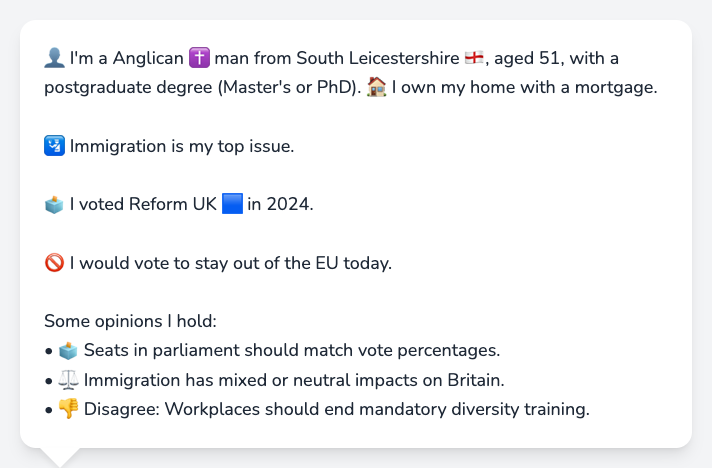 👤 I'm a Anglican ✝️ man from South Leicestershire 🏴󠁧󠁢󠁥󠁮󠁧󠁿, aged 51, with a
postgraduate degree (Master's or PhD). 🏠 I own my home with a mortgage.
🛂 Immigration is my top issue.
🗳️ I voted Reform UK 🟦 in 2024.
🚫 I would vote to stay out of the EU today.
Some opinions I hold:
• 🗳️ Seats in parliament should match vote percentages.
• ⚖️ Immigration has mixed or neutral impacts on Britain.
• 👎 Disagree: Workplaces should end mandatory diversity training.